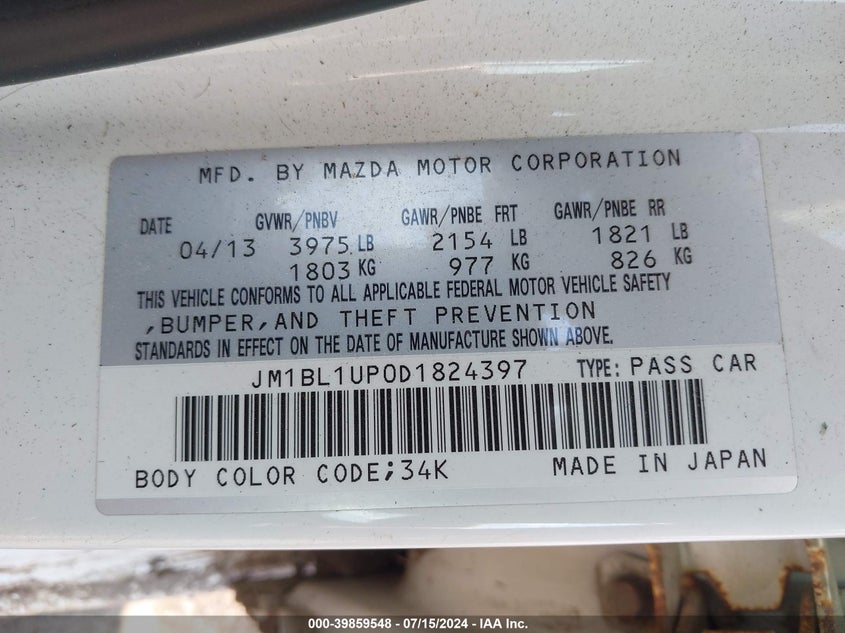 MFD. BY MAZDA MOTOR CORPORATION
DATE GVWR/PNBV GAWR/PNBE FRT GAWR/PNBE RR
04/13 3975 LB 2154 LB 1821 LB
1803 KG 977 KG 826 KG
THIS VEHICLE CONFORMS TO ALL APPLICABLE FEDERAL MOTOR VEHICLE SAFETY
,BUMPER,AND THEFT PREVENTION
STANDARDS IN EFFECT ON THE DATE OF MANUFACTURE SHOWN ABOVE.
JM1BL1UP0D1824397 TYPE: PASS CAR
BODY COLOR CODE;34K MADE IN JAPAN
000-39859548 - 07/15/2024 - IAA Inc.